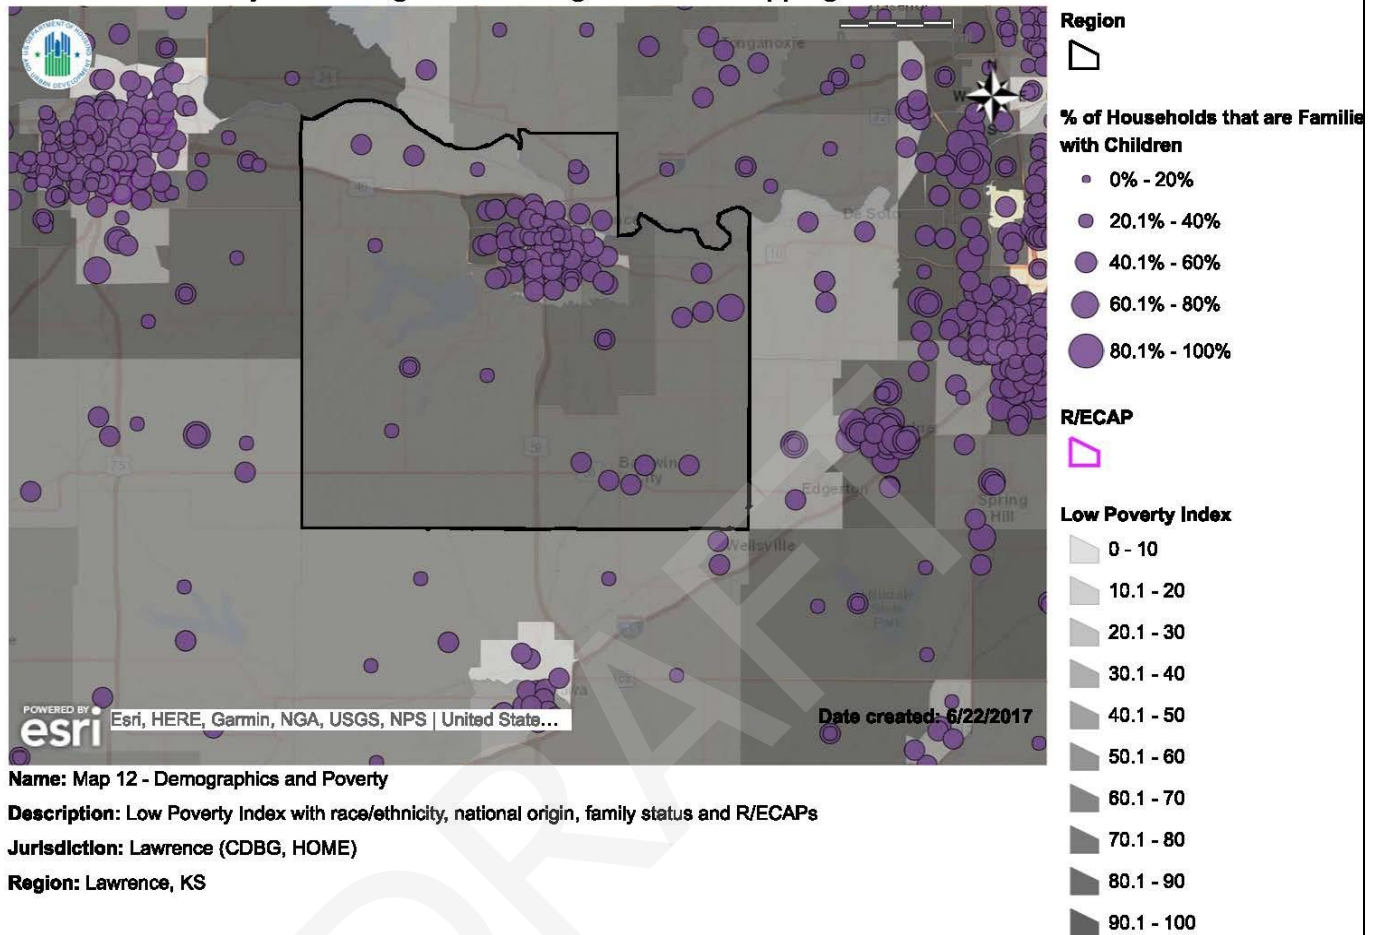 Region
% of Households that are Familie
with Children
0% - 20%
20.1% - 40%
40.1% - 60%
60.1% - 80%
80.1% - 100%
R/ECAP
Low Poverty Index
0 - 10
10.1 - 20
20.1 - 30
30.1 - 40
40.1 - 50
50.1 - 60
60.1 - 70
70.1 - 80
80.1 - 90
90.1 - 100
Tonganoxie
De Soto
40
10
75
Edgerton
Spring
Hill
Wellsville
POWERED BY
esri
Esri, HERE, Garmin, NGA, USGS, NPS | United State...
Date created: 6/22/2017
Name: Map 12 - Demographics and Poverty
Description: Low Poverty Index with race/ethnicity, national origin, family status and R/ECAPs
Jurisdiction: Lawrence (CDBG, HOME)
Region: Lawrence, KS
DRAFT